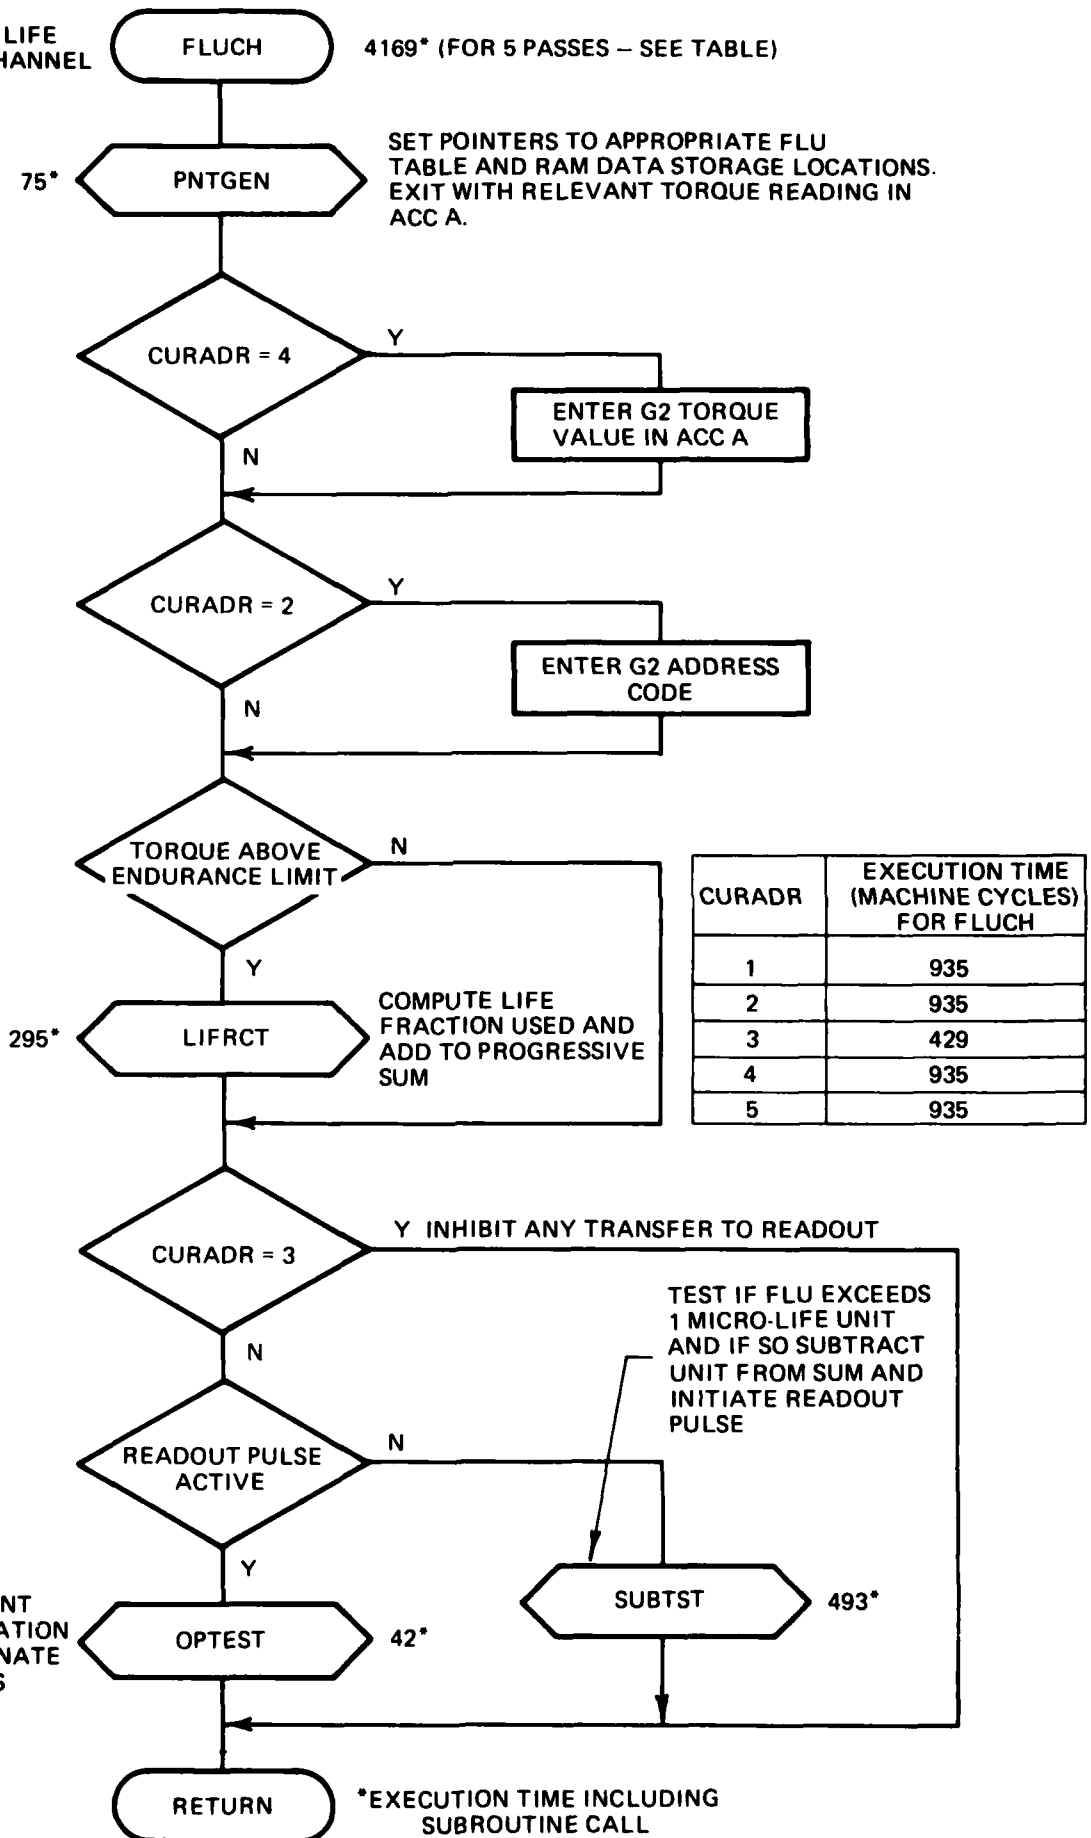 LIFE
FLUCH
4169* (FOR 5 PASSES – SEE TABLE)
75*
PNTGEN
SET POINTERS TO APPROPRIATE FLU
TABLE AND RAM DATA STORAGE LOCATIONS.
EXIT WITH RELEVANT TORQUE READING IN
ACC A.
CURADR = 4
Y
ENTER G2 TORQUE
VALUE IN ACC A
N
CURADR = 2
Y
ENTER G2 ADDRESS
CODE
N
TORQUE ABOVE
ENDURANCE LIMIT
N
Y
295*
LIFRCT
COMPUTE LIFE
FRACTION USED AND
ADD TO PROGRESSIVE
SUM
CURADR
EXECUTION TIME
(MACHINE CYCLES)
FOR FLUCH
1 935
2 935
3 429
4 935
5 935
CURADR = 3
Y INHIBIT ANY TRANSFER TO READOUT
N
TEST IF FLU EXCEEDS
1 MICRO-LIFE UNIT
AND IF SO SUBTRACT
UNIT FROM SUM AND
INITIATE READOUT
PULSE
READOUT PULSE
ACTIVE
N
Y
SUBTST
493*
OPTEST
42*
RETURN
*EXECUTION TIME INCLUDING
SUBROUTINE CALL